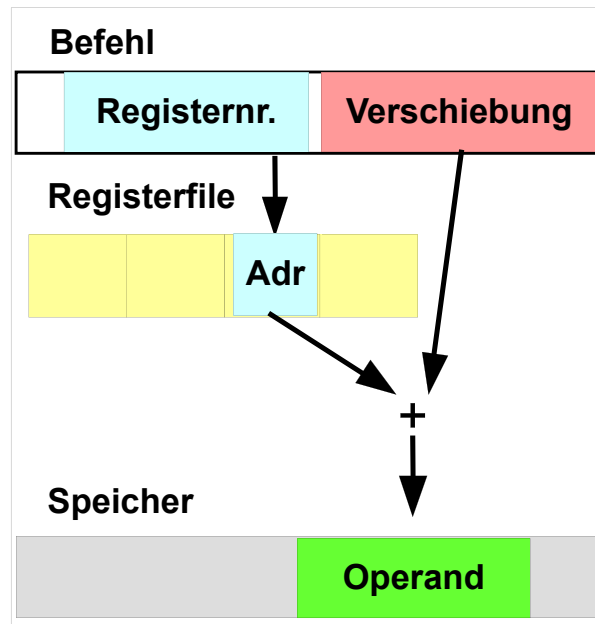 Befehl
Registernr. Verschiebung
Registerfile
Adr
+
Speicher
Operand